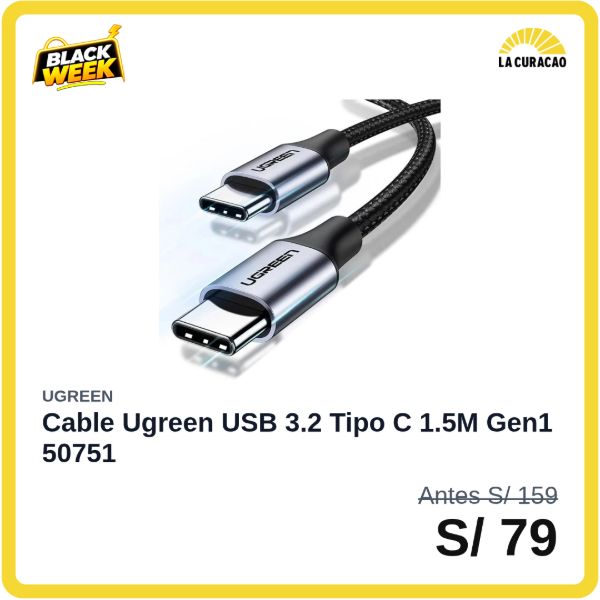 BLACK
WEEK
LA CURACAO
UGREEN
UGREEN
UGREEN
Cable Ugreen USB 3.2 Tipo C 1.5M Gen1
50751
Antes S/ 159
S/ 79